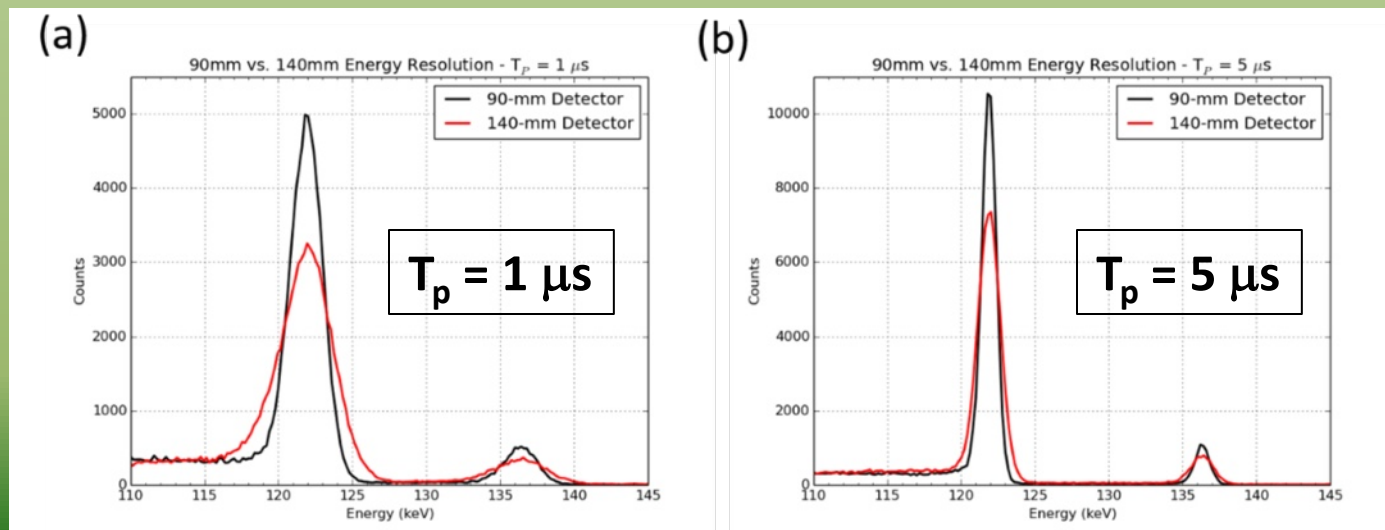 (a)
90mm vs. 140mm Energy Resolution - T_P = 1 μs
90-mm Detector
140-mm Detector
5000
4000
3000
2000
1000
0
Counts
T_p = 1 μs
110 115 120 125 130 135 140 145
Energy (keV)
(b)
90mm vs. 140mm Energy Resolution - T_P = 5 μs
90-mm Detector
140-mm Detector
10000
8000
6000
4000
2000
0
Counts
T_p = 5 μs
110 115 120 125 130 135 140 145
Energy (keV)